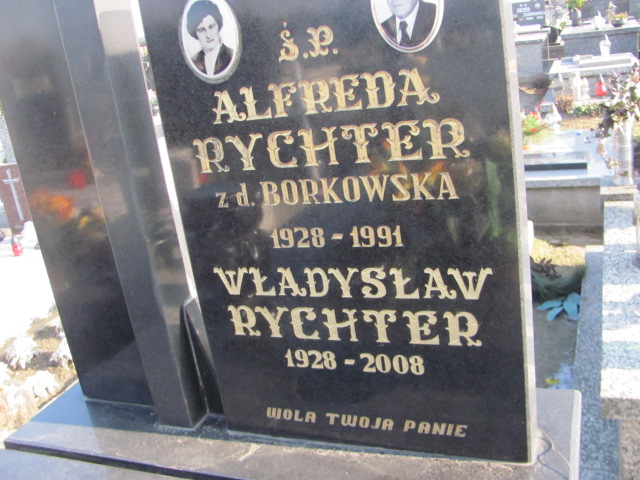 Ś.P.
ALFREDA
RYCHTER
z d. BORKOWSKA
1928 - 1991
WŁADYSŁAW
RYCHTER
1928 - 2008
WOLA TWOJA PANIE